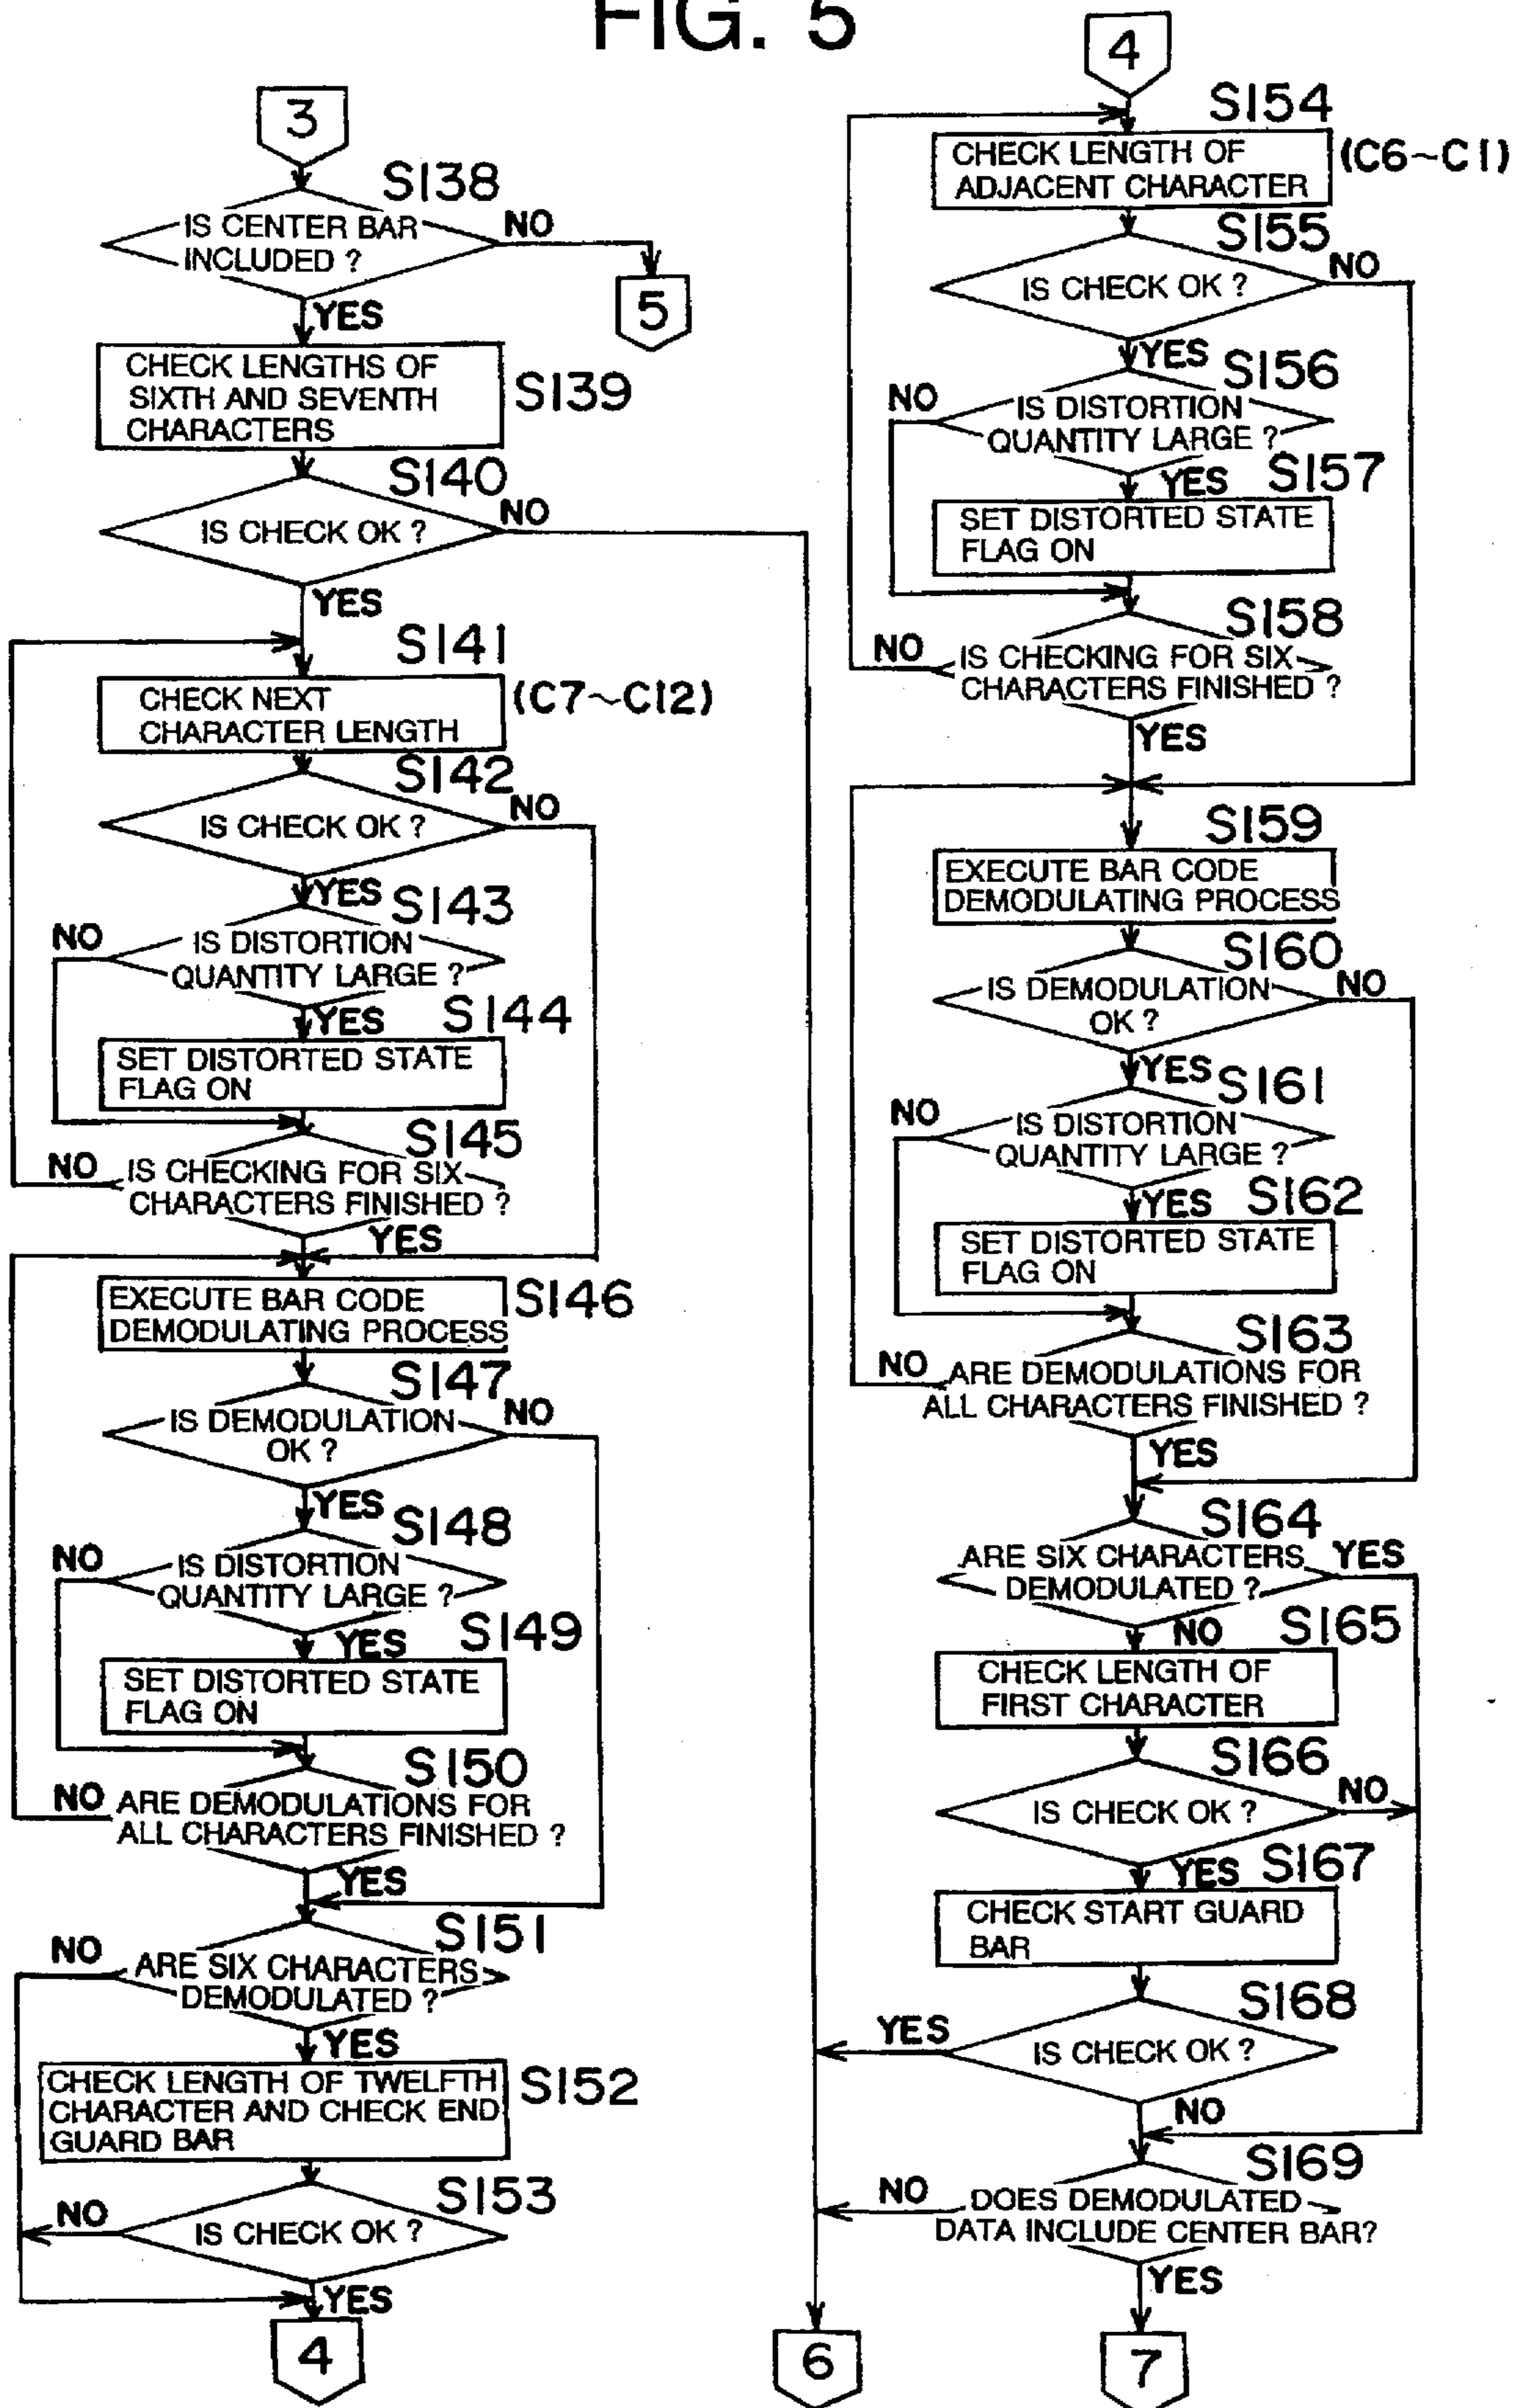 FIG. 5
3
S138
IS CENTER BAR
INCLUDED ?
NO
5
YES
CHECK LENGTHS OF
SIXTH AND SEVENTH
CHARACTERS
S139
S140
IS CHECK OK ?
NO
YES
S141
CHECK NEXT
CHARACTER LENGTH
(C7~C12)
S142
IS CHECK OK ?
NO
YES
S143
NO
IS DISTORTION
QUANTITY LARGE ?
YES
S144
SET DISTORTED STATE
FLAG ON
S145
NO
IS CHECKING FOR SIX
CHARACTERS FINISHED ?
YES
EXECUTE BAR CODE
DEMODULATING PROCESS
S146
S147
IS DEMODULATION
OK ?
NO
YES
S148
NO
IS DISTORTION
QUANTITY LARGE ?
YES
S149
SET DISTORTED STATE
FLAG ON
S150
NO
ARE DEMODULATIONS FOR
ALL CHARACTERS FINISHED ?
YES
S151
NO
ARE SIX CHARACTERS
DEMODULATED ?
YES
CHECK LENGTH OF TWELFTH
CHARACTER AND CHECK END
GUARD BAR
S152
S153
NO
IS CHECK OK ?
YES
4
4
S154
CHECK LENGTH OF
ADJACENT CHARACTER
(C6~C1)
S155
IS CHECK OK ?
NO
YES
S156
NO
IS DISTORTION
QUANTITY LARGE ?
YES
S157
SET DISTORTED STATE
FLAG ON
S158
NO
IS CHECKING FOR SIX
CHARACTERS FINISHED ?
YES
S159
EXECUTE BAR CODE
DEMODULATING PROCESS
S160
IS DEMODULATION
OK ?
NO
YES
S161
NO
IS DISTORTION
QUANTITY LARGE ?
YES
S162
SET DISTORTED STATE
FLAG ON
S163
NO
ARE DEMODULATIONS FOR
ALL CHARACTERS FINISHED ?
YES
S164
ARE SIX CHARACTERS
DEMODULATED ?
YES
NO
S165
CHECK LENGTH OF
FIRST CHARACTER
S166
IS CHECK OK ?
NO
YES
S167
CHECK START GUARD
BAR
S168
YES
IS CHECK OK ?
NO
S169
NO
DOES DEMODULATED
DATA INCLUDE CENTER BAR?
YES
6
7